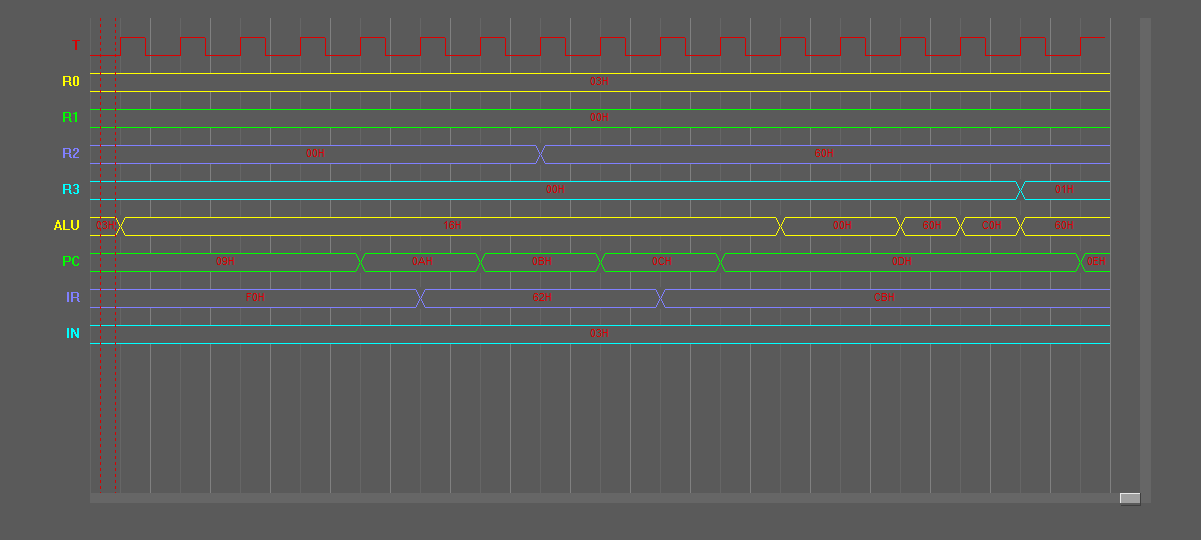 T
R0 03H
R1 00H
R2 00H 60H
R3 00H 01H
ALU 03H 16H 00H 60H C0H 60H
PC 09H 0AH 0BH 0CH 0DH 0EH
IR F0H 62H CBH
IN 03H